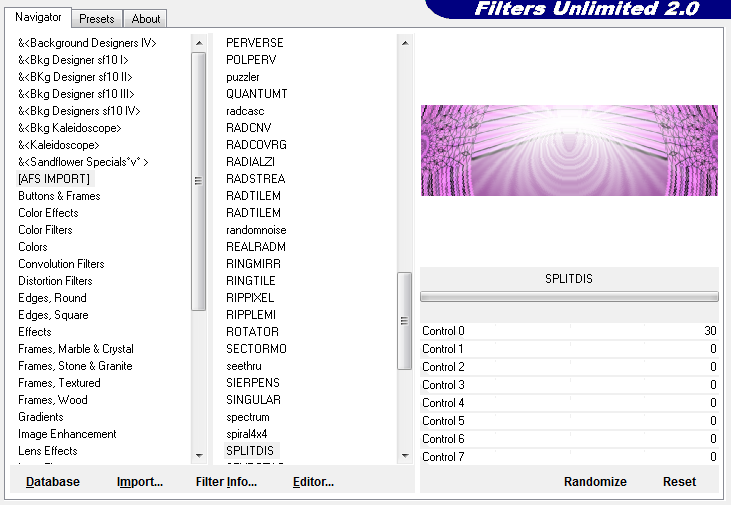 Filters Unlimited 2.0
Navigator Presets About
&<Background Designers IV>
&<Bkg Designer sf10 I>
&<BKg Designer sf10 II>
&<Bkg Designer sf10 III>
&<Bkg Designers sf10 IV>
&<Bkg Kaleidoscope>
&<Kaleidoscope>
&<Sandflower Specials°v° >
[AFS IMPORT]
Buttons & Frames
Color Effects
Color Filters
Colors
Convolution Filters
Distortion Filters
Edges, Round
Edges, Square
Effects
Frames, Marble & Crystal
Frames, Stone & Granite
Frames, Textured
Frames, Wood
Gradients
Image Enhancement
Lens Effects
PERVERSE
POLPERV
puzzler
QUANTUMT
radcasc
RADCNV
RADCOVRG
RADIALZI
RADSTREA
RADTILEM
RADTILEM
randomnoise
REALRADM
RINGMIRR
RINGTILE
RIPPIXEL
RIPPLEMI
ROTATOR
SECTORMO
seethru
SIERPENS
SINGULAR
spectrum
spiral4x4
SPLITDIS
SPLITDIS
Control 0 30
Control 1 0
Control 2 0
Control 3 0
Control 4 0
Control 5 0
Control 6 0
Control 7 0
Database Import... Filter Info... Editor... Randomize Reset